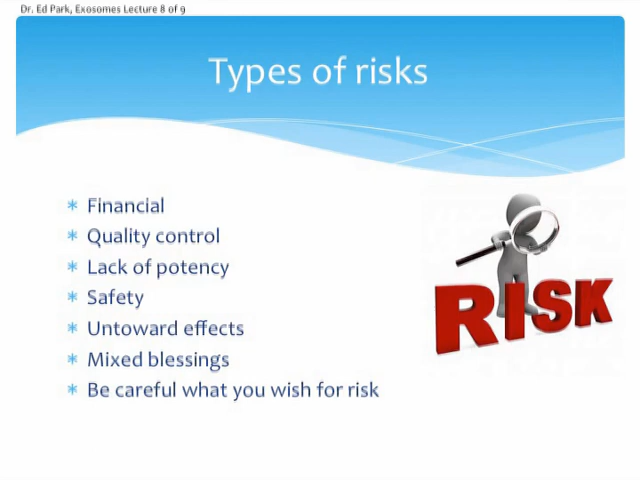 Dr. Ed Park, Exosomes Lecture 8 of 9
Types of risks
Financial
Quality control
Lack of potency
Safety
Untoward effects
Mixed blessings
Be careful what you wish for risk
RISK